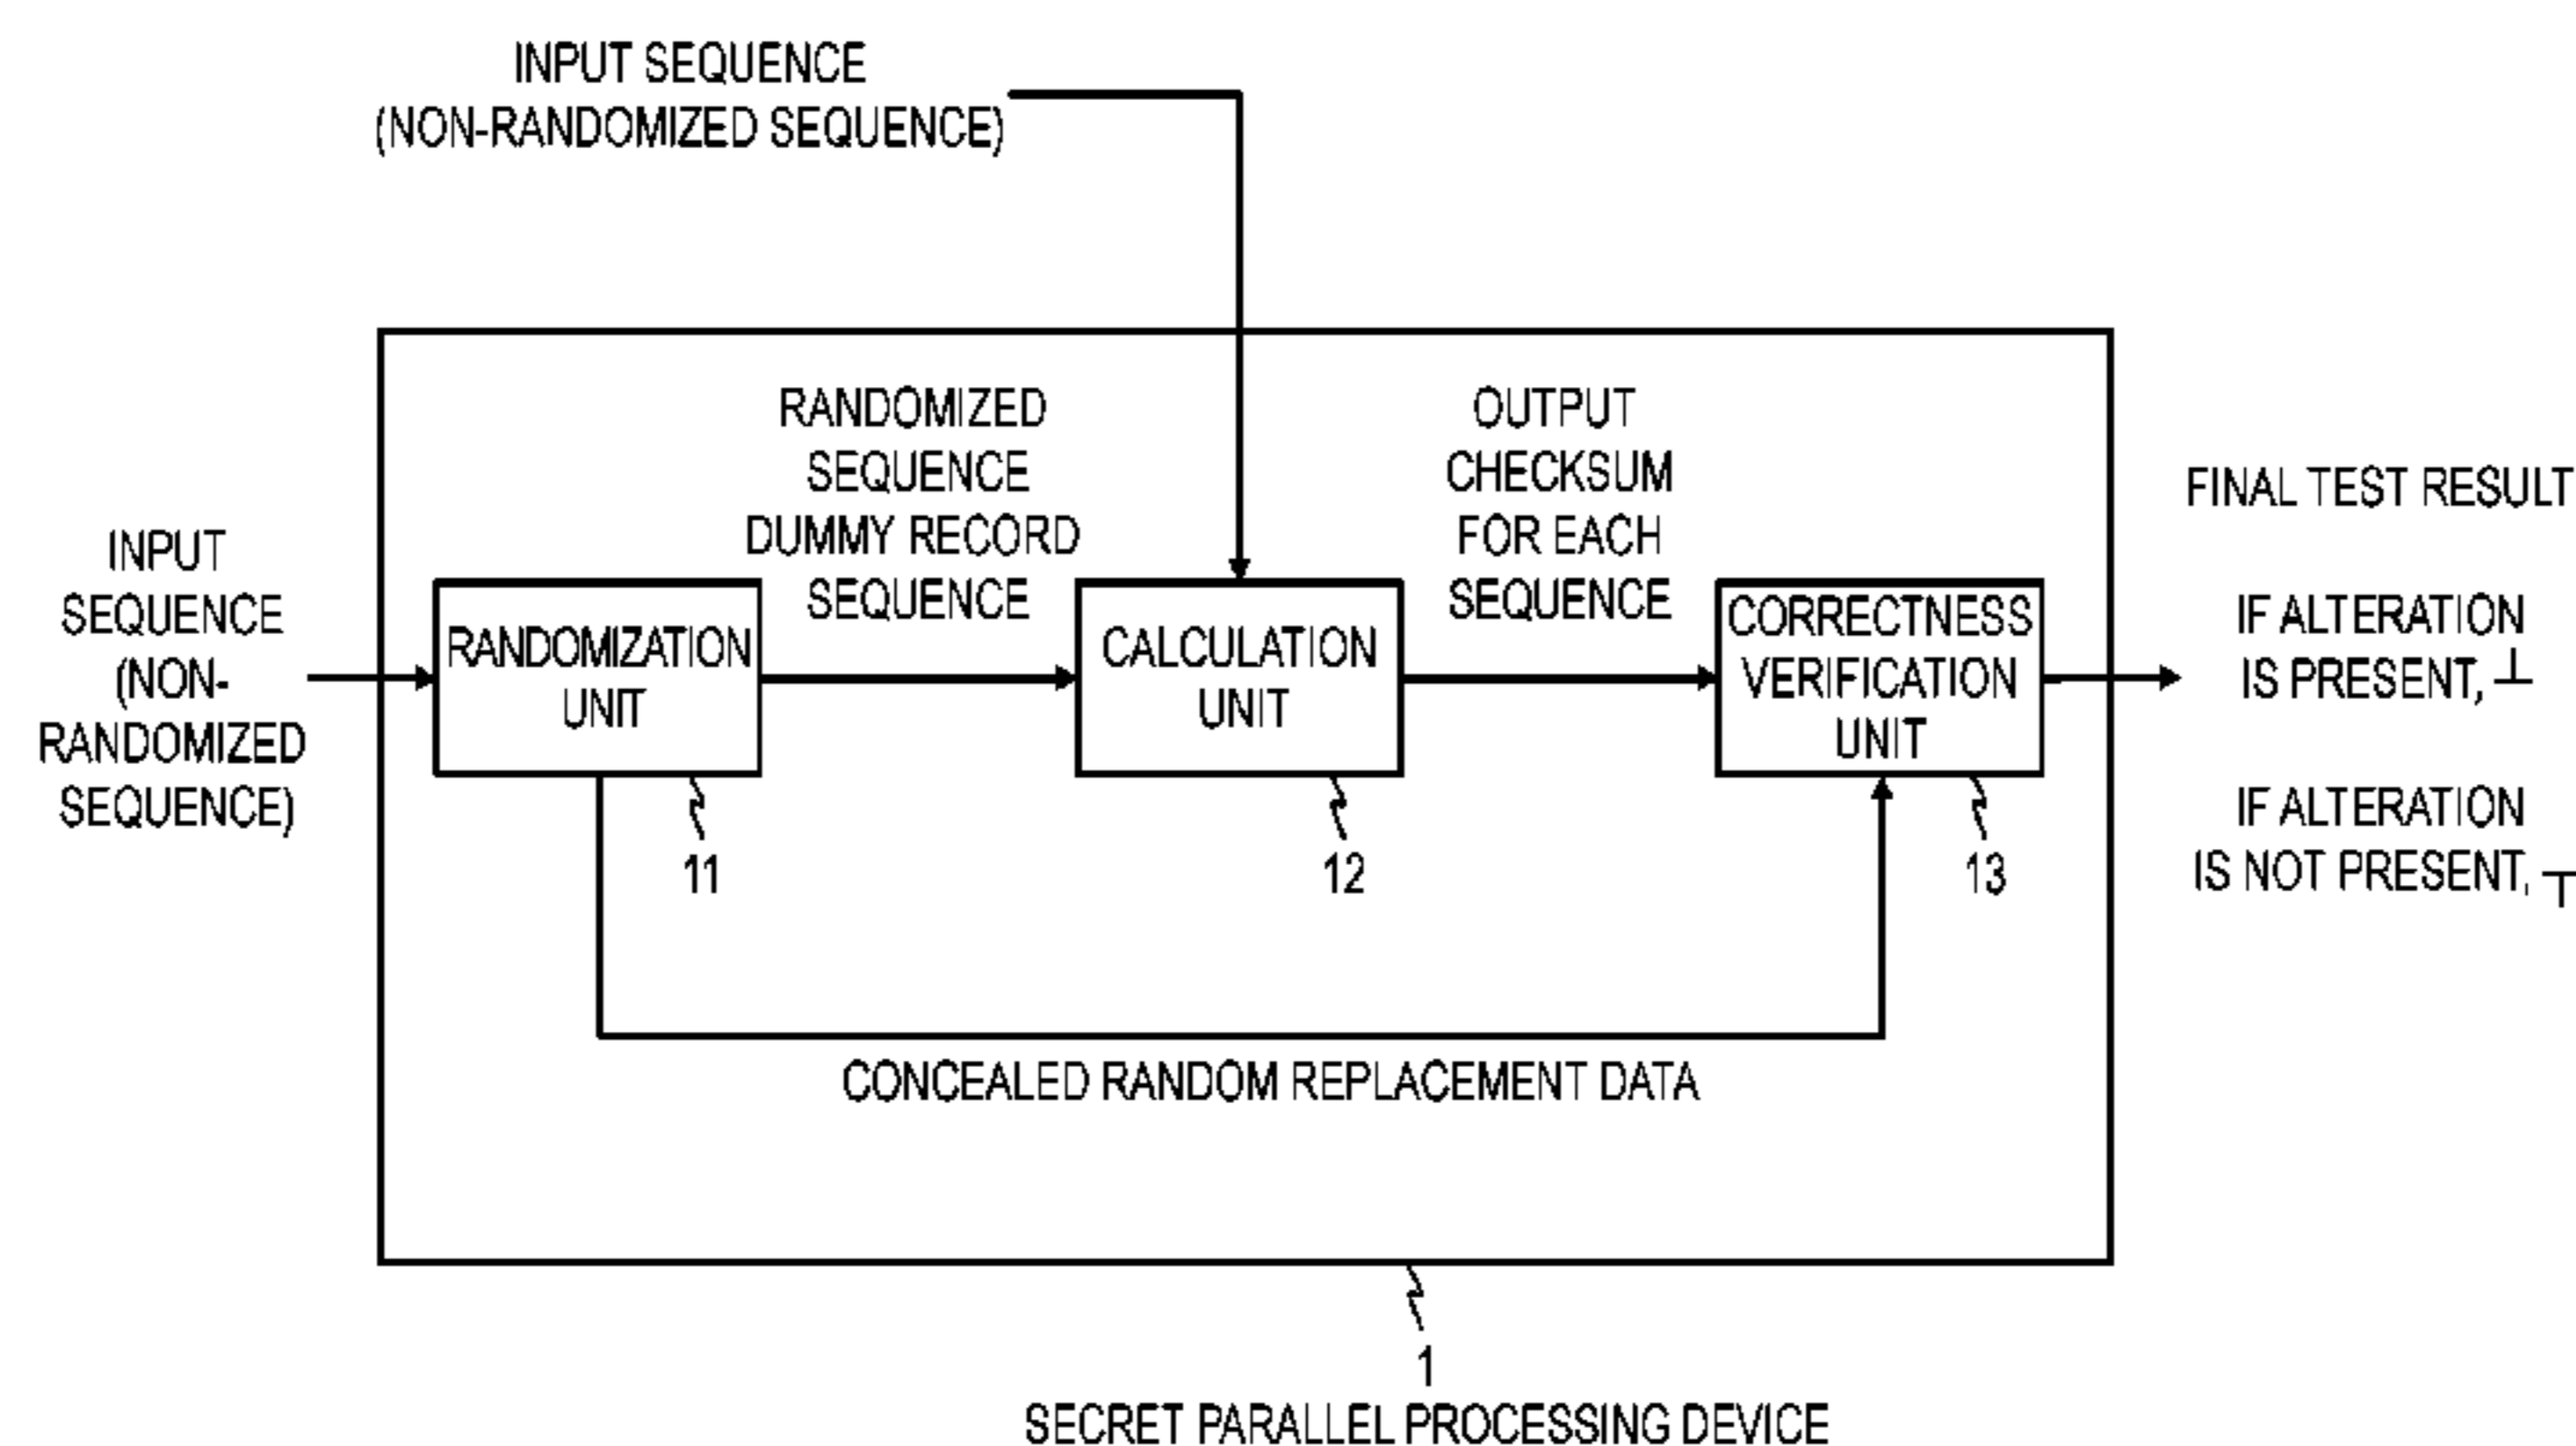 INPUT SEQUENCE
(NON-RANDOMIZED SEQUENCE)
INPUT
SEQUENCE
(NON-
RANDOMIZED
SEQUENCE)
RANDOMIZED
SEQUENCE
DUMMY RECORD
SEQUENCE
OUTPUT
CHECKSUM
FOR EACH
SEQUENCE
RANDOMIZATION
UNIT
11
CALCULATION
UNIT
12
CORRECTNESS
VERIFICATION
UNIT
13
FINAL TEST RESULT
IF ALTERATION
IS PRESENT, ⊥
IF ALTERATION
IS NOT PRESENT, ⊤
CONCEALED RANDOM REPLACEMENT DATA
1
SECRET PARALLEL PROCESSING DEVICE